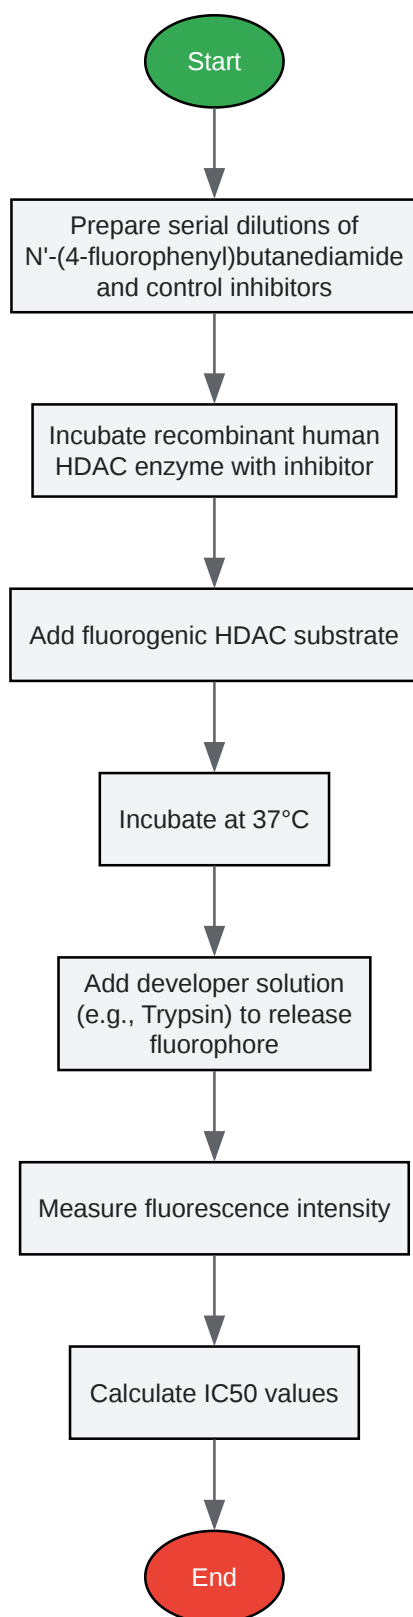 Start
Prepare serial dilutions of
N'-(4-fluorophenyl)butanediamide
and control inhibitors
Incubate recombinant human
HDAC enzyme with inhibitor
Add fluorogenic HDAC substrate
Incubate at 37°C
Add developer solution
(e.g., Trypsin) to release
fluorophore
Measure fluorescence intensity
Calculate IC50 values
End